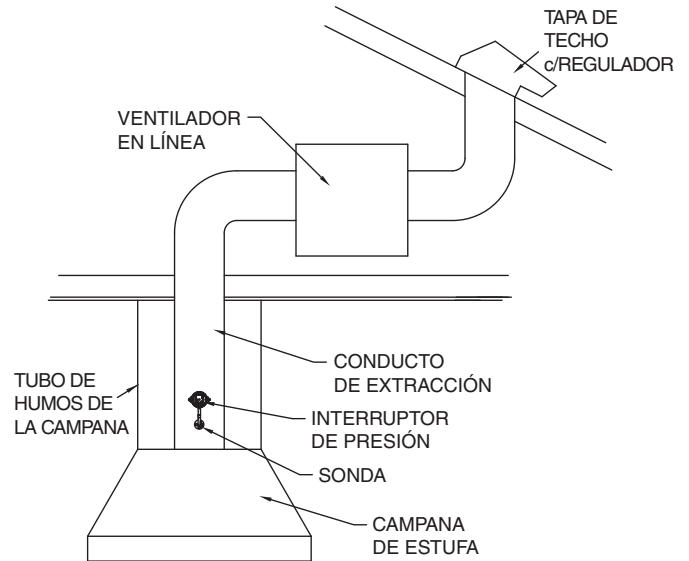 TAPA DE
TECHO
c/REGULADOR
VENTILADOR
EN LÍNEA
CONDUCTO
DE EXTRACCIÓN
TUBO DE
HUMOS DE
LA CAMPANA
INTERRUPTOR
DE PRESIÓN
SONDA
CAMPANA
DE ESTUFA